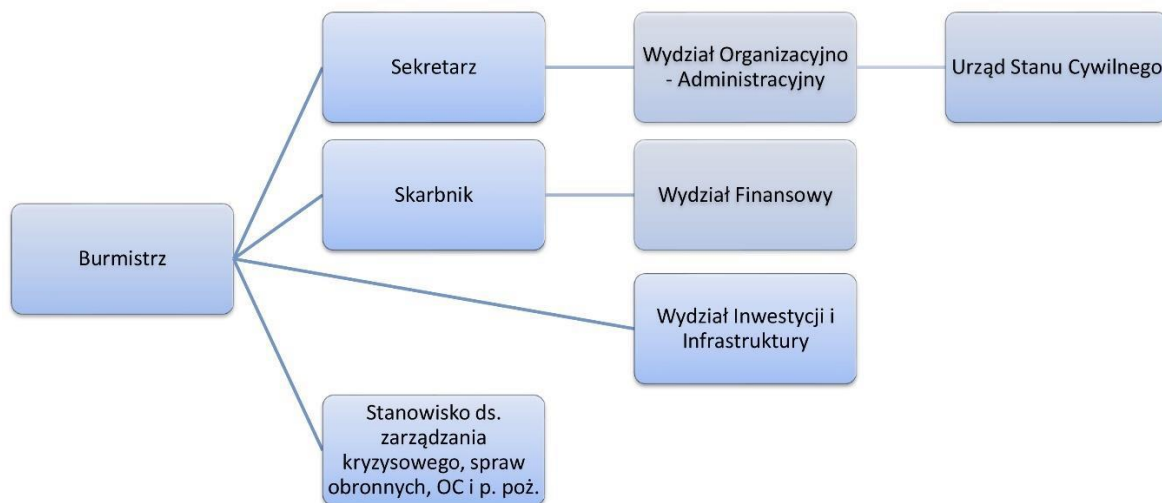 Sekretarz
Wydział Organizacyjno
- Administracyjny
Urząd Stanu Cywilnego
Skarbnik
Wydział Finansowy
Burmistrz
Wydział Inwestycji i
Infrastruktury
Stanowisko ds.
zarządzania
kryzysowego, spraw
obronnych, OC i p. poż.